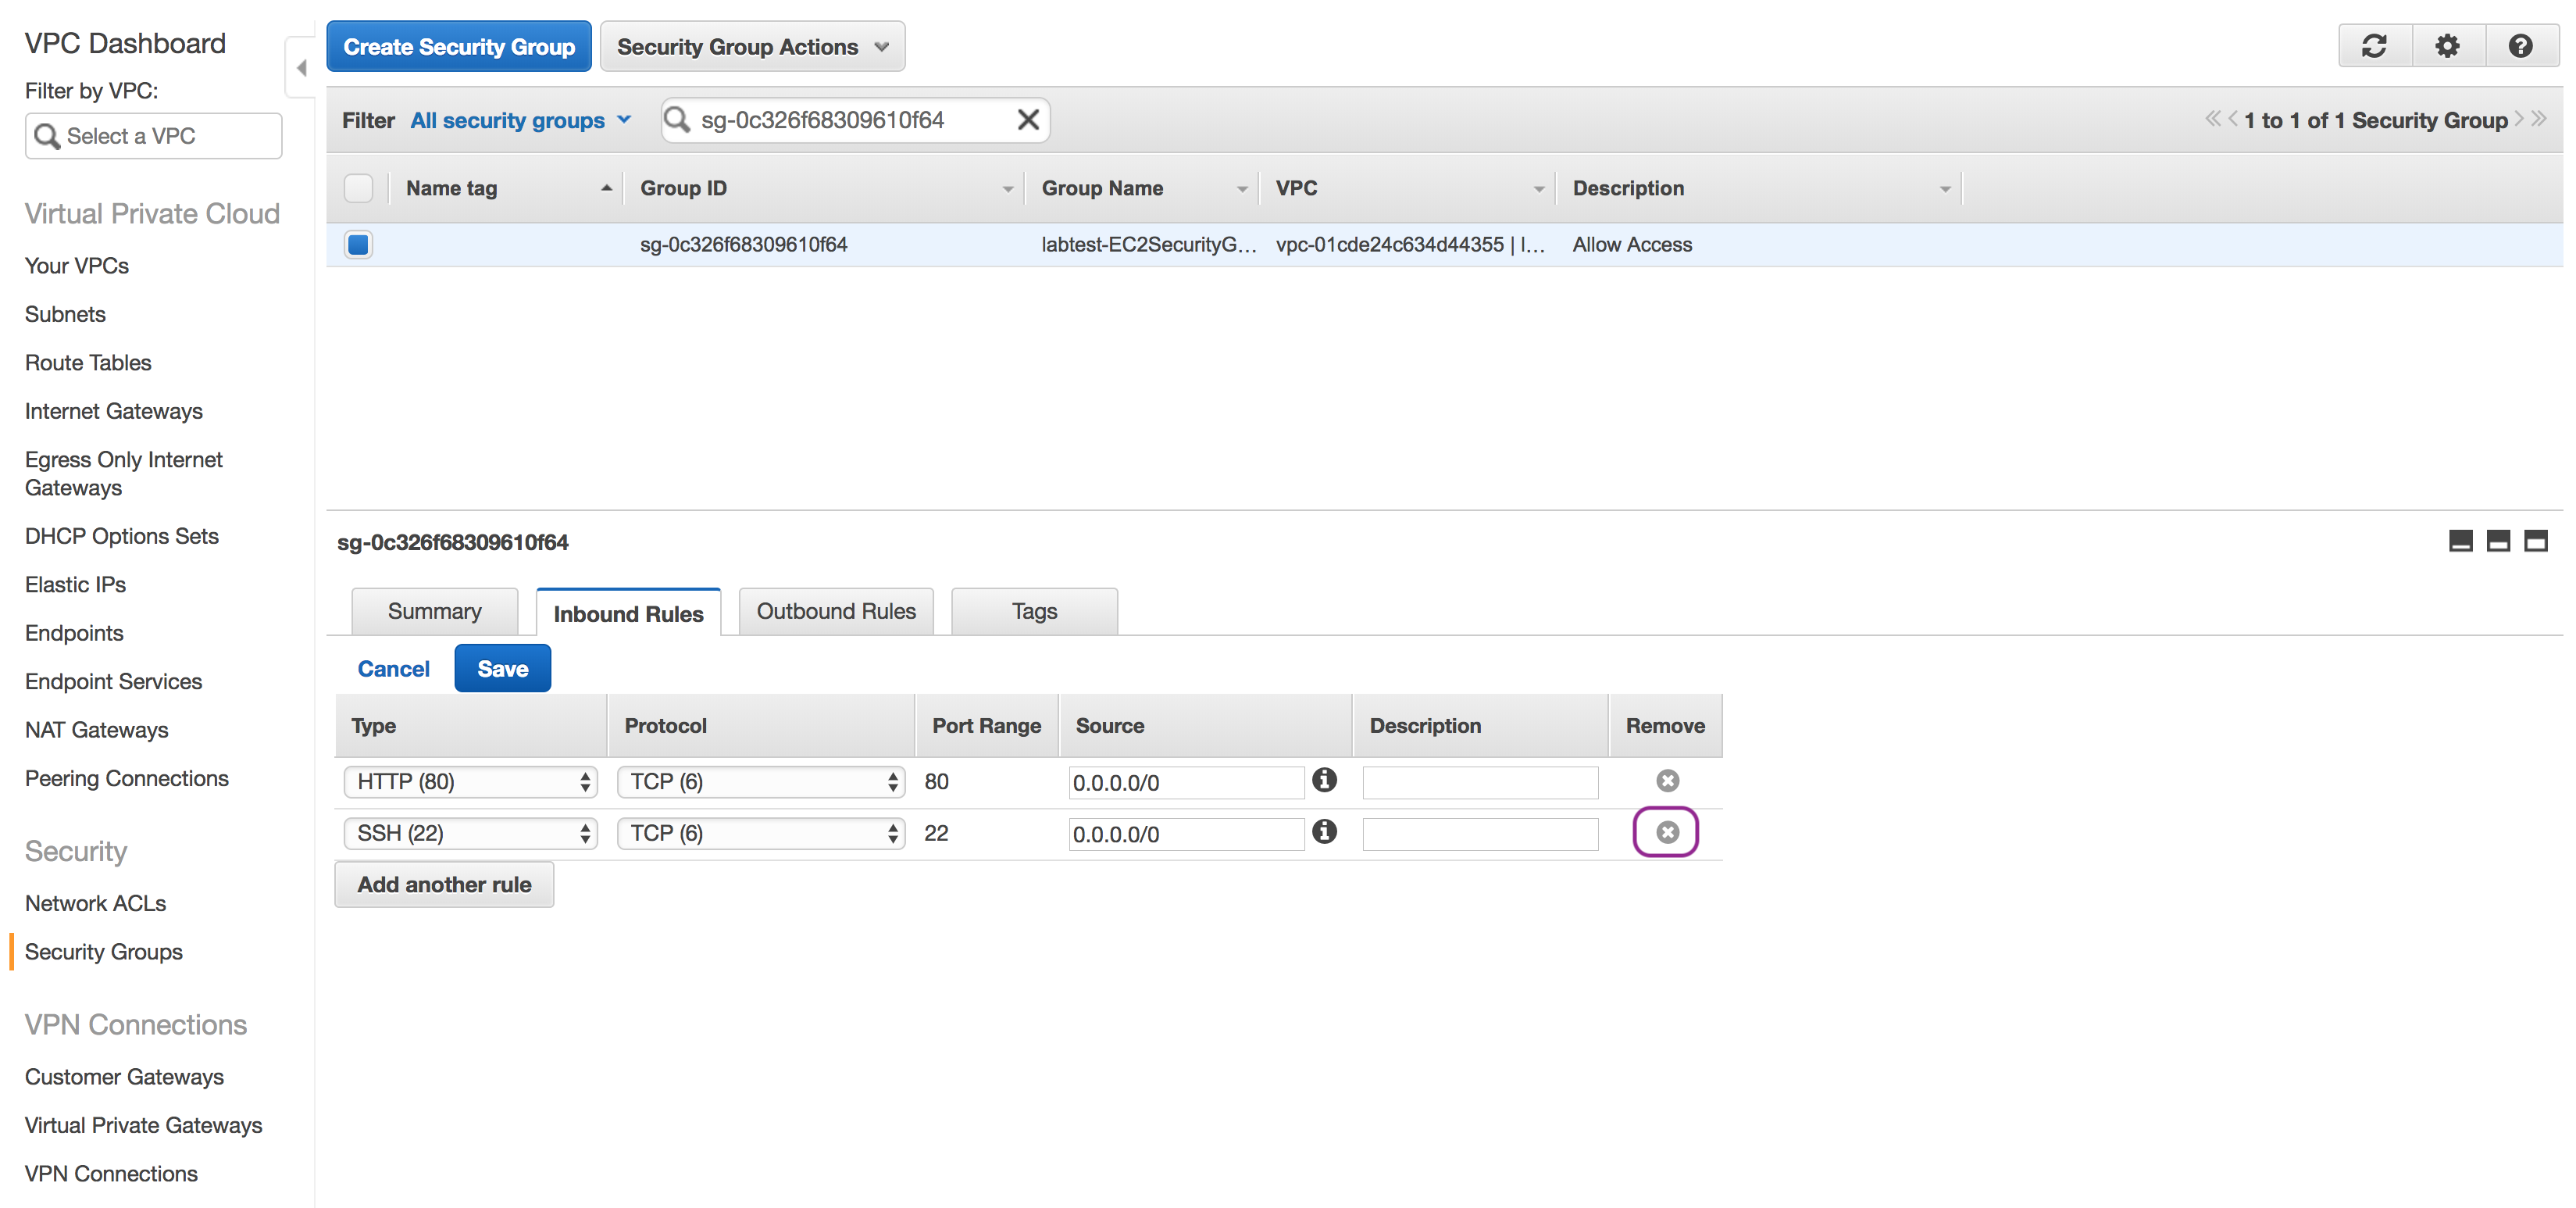 VPC Dashboard
Filter by VPC:
Select a VPC
Virtual Private Cloud
Your VPCs
Subnets
Route Tables
Internet Gateways
Egress Only Internet
Gateways
DHCP Options Sets
Elastic IPs
Endpoints
Endpoint Services
NAT Gateways
Peering Connections
Security
Network ACLs
Security Groups
VPN Connections
Customer Gateways
Virtual Private Gateways
VPN Connections
Create Security Group Security Group Actions
Filter All security groups sg-0c326f68309610f64 1 to 1 of 1 Security Group
Name tag Group ID Group Name VPC Description
sg-0c326f68309610f64 labtest-EC2SecurityG... vpc-01cde24c634d44355 | l... Allow Access
sg-0c326f68309610f64
Summary Inbound Rules Outbound Rules Tags
Cancel Save
Type Protocol Port Range Source Description Remove
HTTP (80) TCP (6) 80 0.0.0.0/0
SSH (22) TCP (6) 22 0.0.0.0/0
Add another rule